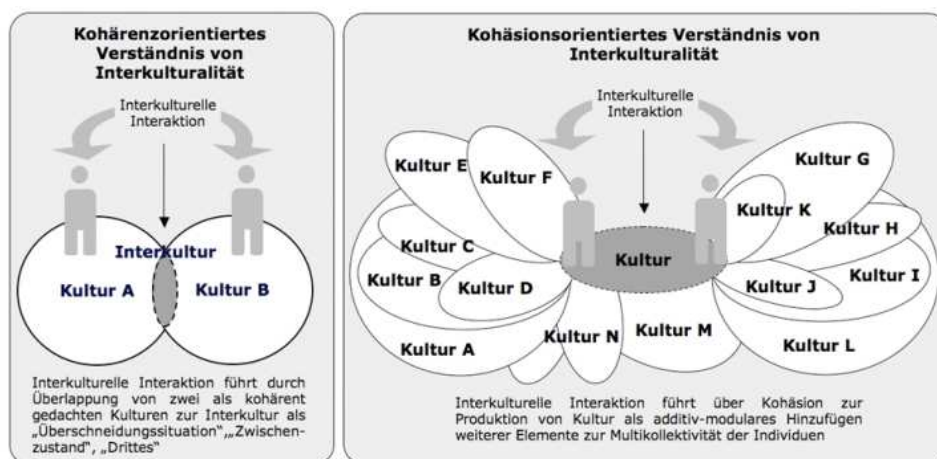 Kohärenzorientiertes
Verständnis von
Interkulturalität
Interkulturelle
Interaktion
Interkultur
Kultur A
Kultur B
Interkulturelle Interaktion führt durch
Überlappung von zwei als kohärent
gedachten Kulturen zur Interkultur als
„Überschneidungssituation“,„Zwischen-
zustand“, „Drittes“
Kohäsionsorientiertes Verständnis von
Interkulturalität
Interkulturelle
Interaktion
Kultur E
Kultur F
Kultur G
Kultur K
Kultur C
Kultur H
Kultur
Kultur B
Kultur D
Kultur J
Kultur I
Kultur A
Kultur N
Kultur M
Kultur L
Interkulturelle Interaktion führt über Kohäsion zur
Produktion von Kultur als additiv-modulares Hinzufügen
weiterer Elemente zur Multikollektivität der Individuen